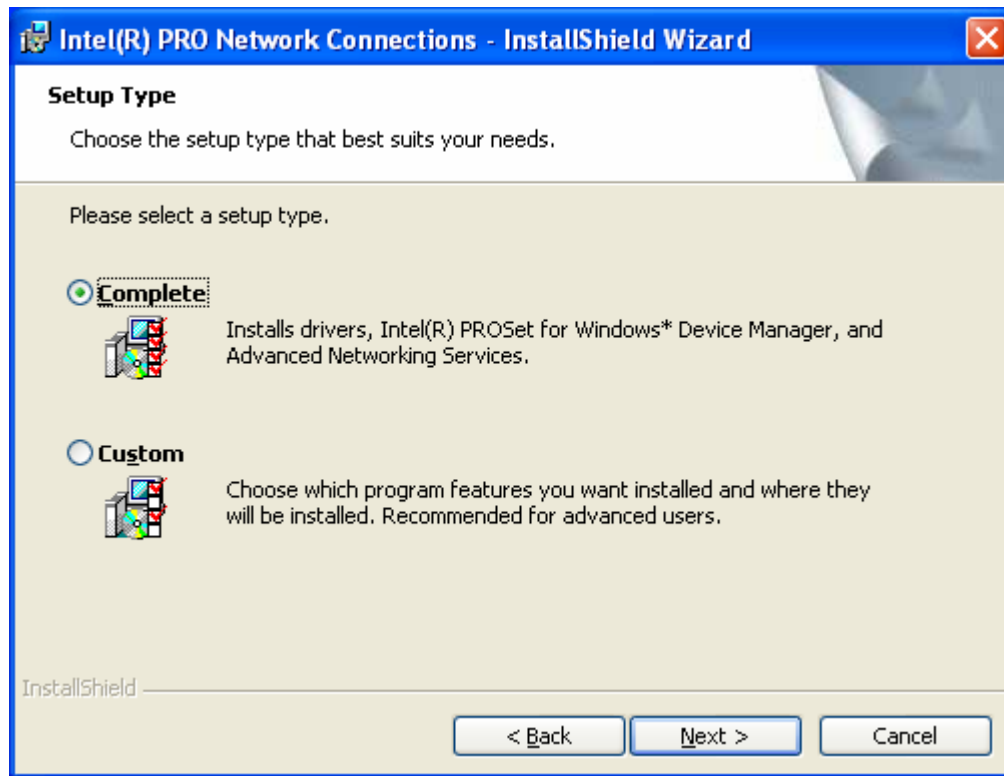 Intel(R) PRO Network Connections - InstallShield Wizard
Setup Type
Choose the setup type that best suits your needs.
Please select a setup type.
Complete
Installs drivers, Intel(R) PROSet for Windows* Device Manager, and
Advanced Networking Services.
Custom
Choose which program features you want installed and where they
will be installed. Recommended for advanced users.
InstallShield
< Back
Next >
Cancel